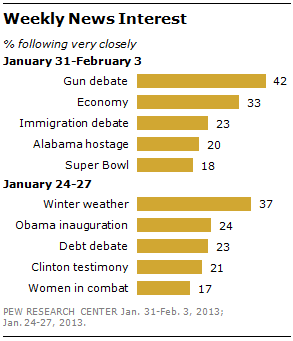 Weekly News Interest
% following very closely
January 31-February 3
Gun debate 42
Economy 33
Immigration debate 23
Alabama hostage 20
Super Bowl 18
January 24-27
Winter weather 37
Obama inauguration 24
Debt debate 23
Clinton testimony 21
Women in combat 17
PEW RESEARCH CENTER Jan. 31-Feb. 3, 2013;
Jan. 24-27, 2013.